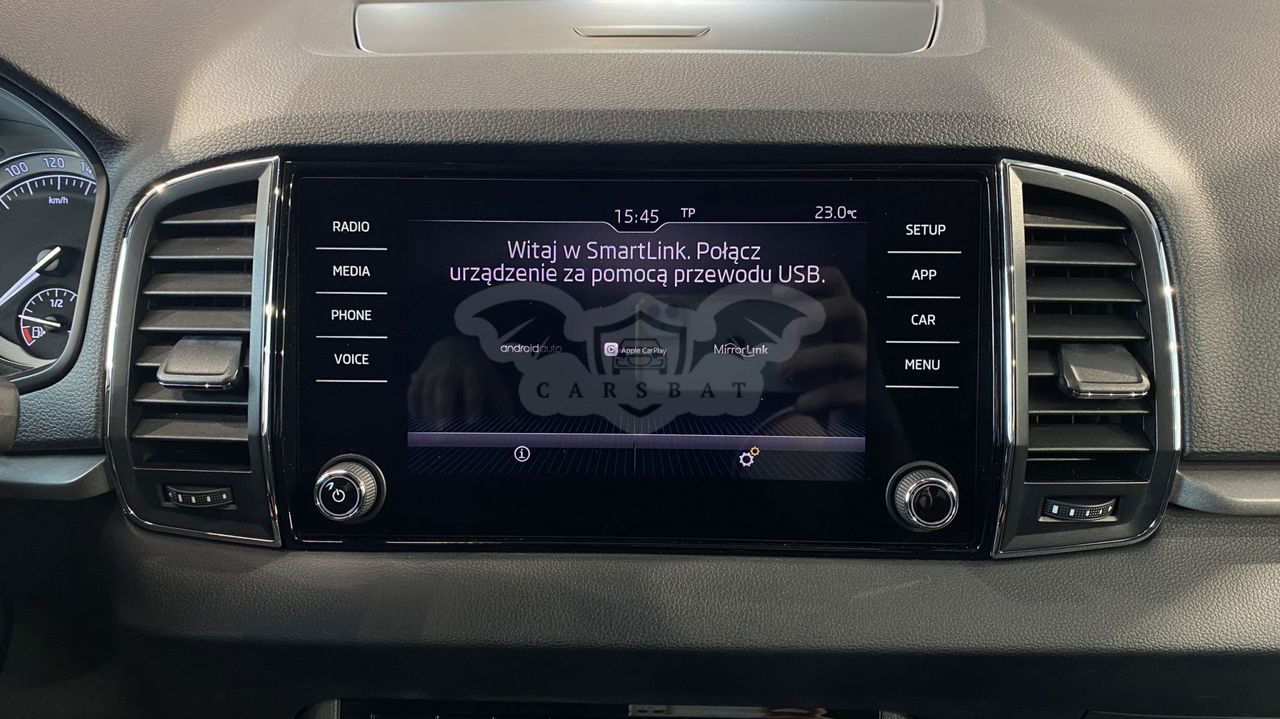 100 120 14
km/h
1/2
RADIO
MEDIA
PHONE
VOICE
15:45 TP 23.0°C
Witaj w SmartLink. Połącz
urządzenie za pomocą przewodu USB.
androidauto Apple CarPlay MirrorLink
CARSBAT
SETUP
APP
CAR
MENU